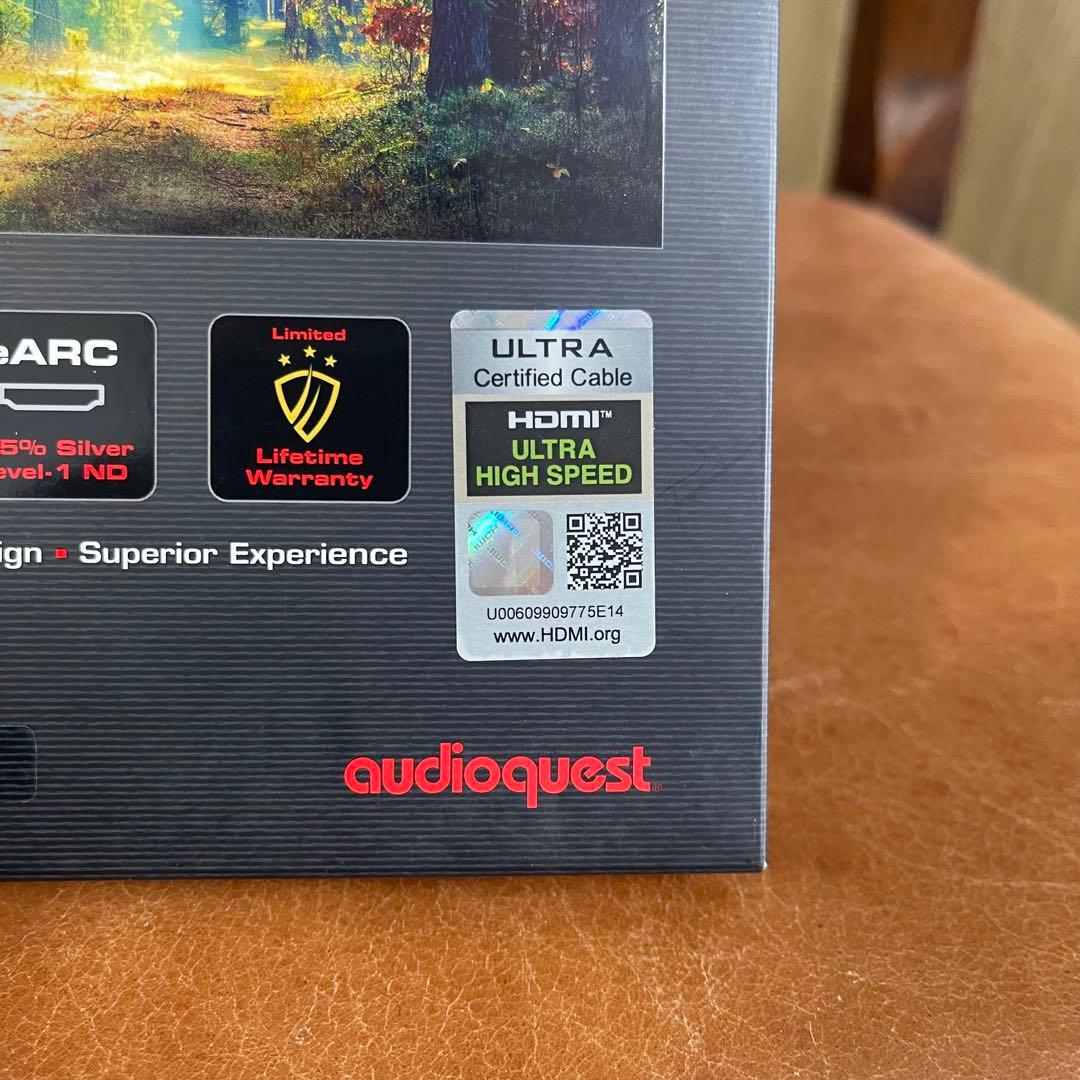 eARC
5% Silver
evel-1 ND
Limited
Lifetime
Warranty
ULTRA
Certified Cable
HDMI™
ULTRA
HIGH SPEED
U00609909775E14
www.HDMI.org
ign ▪ Superior Experience
audioquest®